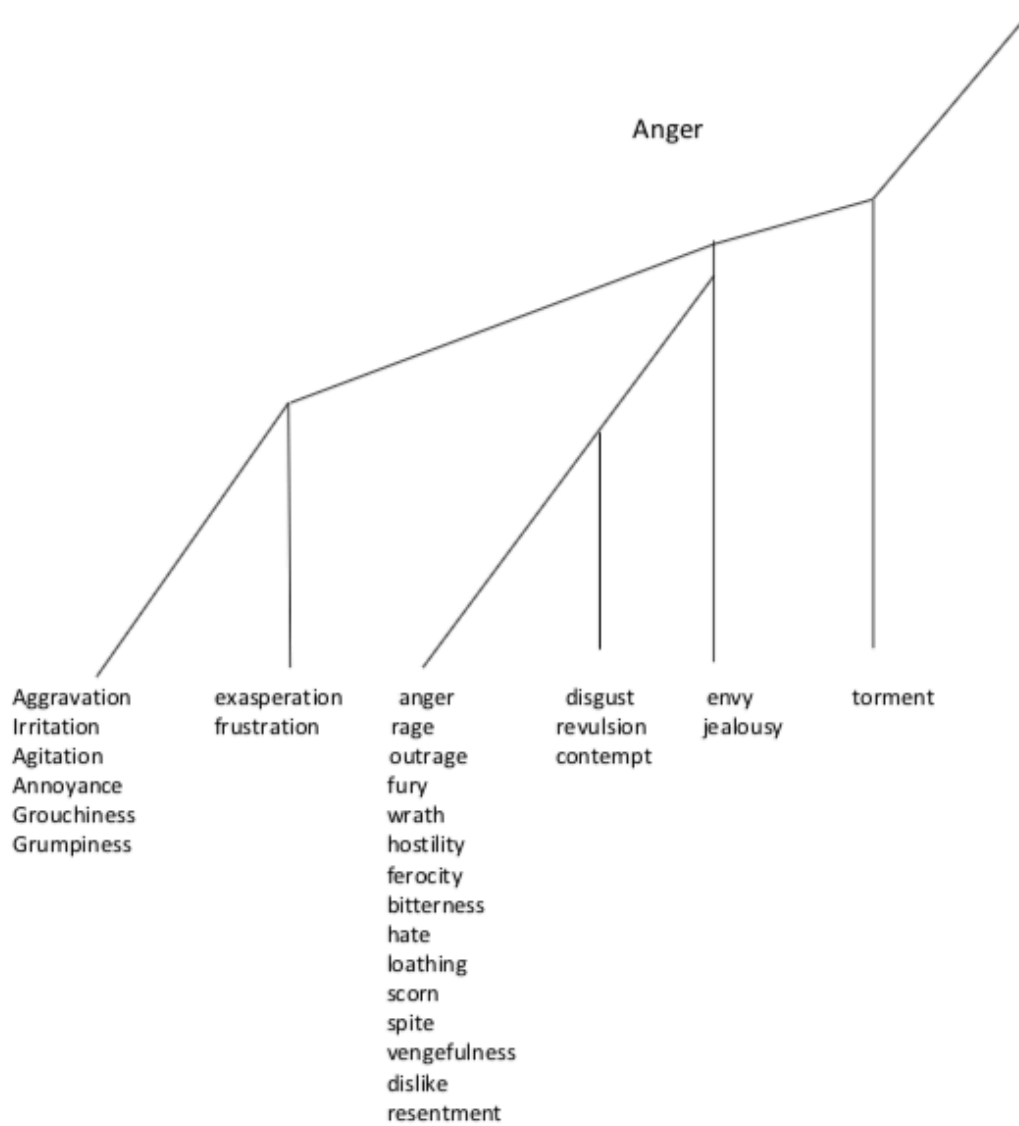 Anger
Aggravation
Irritation
Agitation
Annoyance
Grouchiness
Grumpiness
exasperation
frustration
anger
rage
outrage
fury
wrath
hostility
ferocity
bitterness
hate
loathing
scorn
spite
vengefulness
dislike
resentment
disgust
revulsion
contempt
envy
jealousy
torment